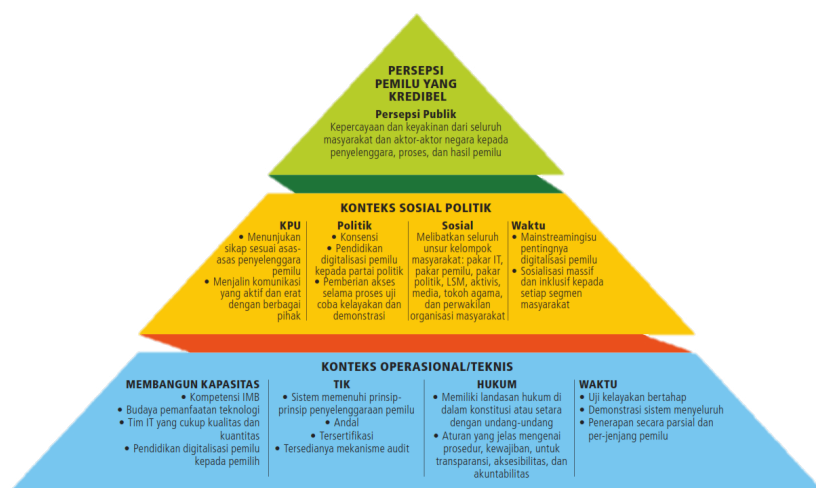 PERSEPSI
PEMILU YANG
KREDIBEL
Persepsi Publik
Kepercayaan dan keyakinan dari seluruh
masyarakat dan aktor-aktor negara kepada
penyelenggara, proses, dan hasil pemilu
KONTEKS SOSIAL POLITIK
KPU
• Menunjukan
sikap sesuai asas-
asas penyelenggara
pemilu
• Menjalin komunikasi
yang aktif dan erat
dengan berbagai
pihak
Politik
• Konsensi
• Pendidikan
digitalisasi pemilu
kepada partai politik
• Pemberian akses
selama proses uji
coba kelayakan dan
demonstrasi
Sosial
Melibatkan seluruh
unsur kelompok
masyarakat: pakar IT,
pakar pemilu, pakar
politik, LSM, aktivis,
media, tokoh agama,
dan perwakilan
organisasi masyarakat
Waktu
• Mainstreamingisu
pentingnya
digitalisasi pemilu
• Sosialisasi massif
dan inklusif kepada
setiap segmen
masyarakat
KONTEKS OPERASIONAL/TEKNIS
MEMBANGUN KAPASITAS
• Kompetensi IMB
• Budaya pemanfaatan teknologi
• Tim IT yang cukup kualitas dan
kuantitas
• Pendidikan digitalisasi pemilu
kepada pemilih
TIK
• Sistem memenuhi prinsip-
prinsip penyelenggaraan pemilu
• Andal
• Tersertifikasi
• Tersedianya mekanisme audit
HUKUM
• Memiliki landasan hukum di
dalam konstitusi atau setara
dengan undang-undang
• Aturan yang jelas mengenai
prosedur, kewajiban, untuk
transparansi, aksesibilitas, dan
akuntabilitas
WAKTU
• Uji kelayakan bertahap
• Demonstrasi sistem menyeluruh
• Penerapan secara parsial dan
per-jenjang pemilu